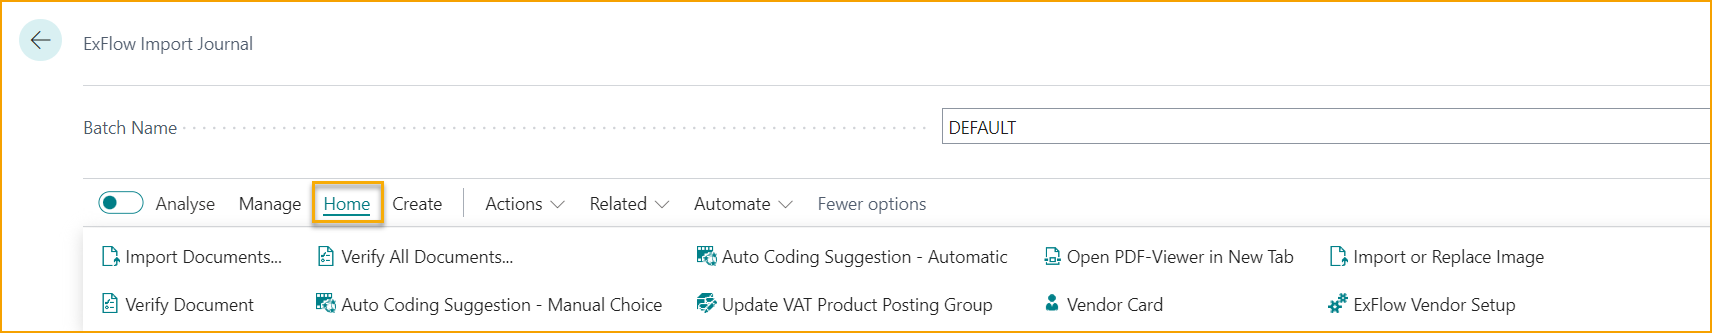 ExFlow Import Journal
Batch Name DEFAULT
Analyse Manage Home Create Actions Related Automate Fewer options
Import Documents... Verify All Documents... Auto Coding Suggestion - Automatic Open PDF-Viewer in New Tab Import or Replace Image
Verify Document Auto Coding Suggestion - Manual Choice Update VAT Product Posting Group Vendor Card ExFlow Vendor Setup